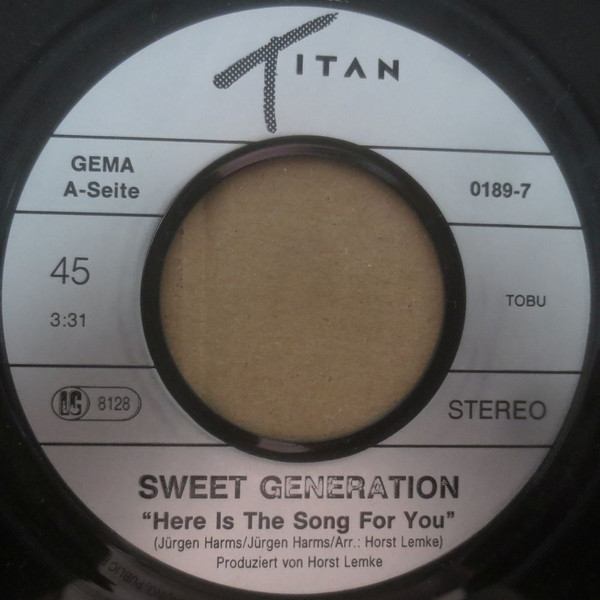 TITAN
GEMA
A-Seite
0189-7
45
3:31
TOBU
LC 8128
STEREO
SWEET GENERATION
“Here Is The Song For You”
(Jürgen Harms/Jürgen Harms/Arr.: Horst Lemke)
Produziert von Horst Lemke